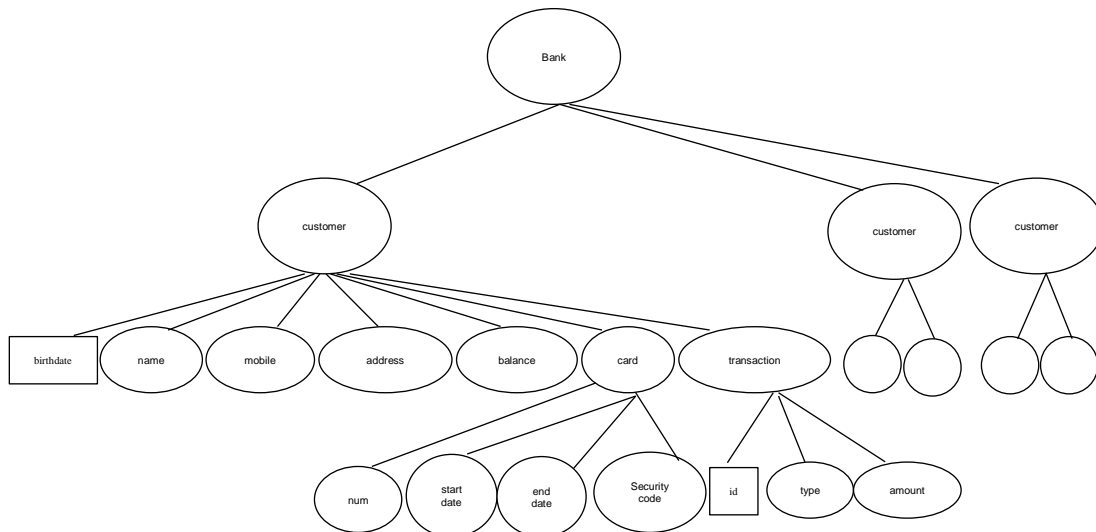 Bank
customer
customer
customer
birthdate
name
mobile
address
balance
card
transaction
num
start
date
end
date
Security
code
id
type
amount